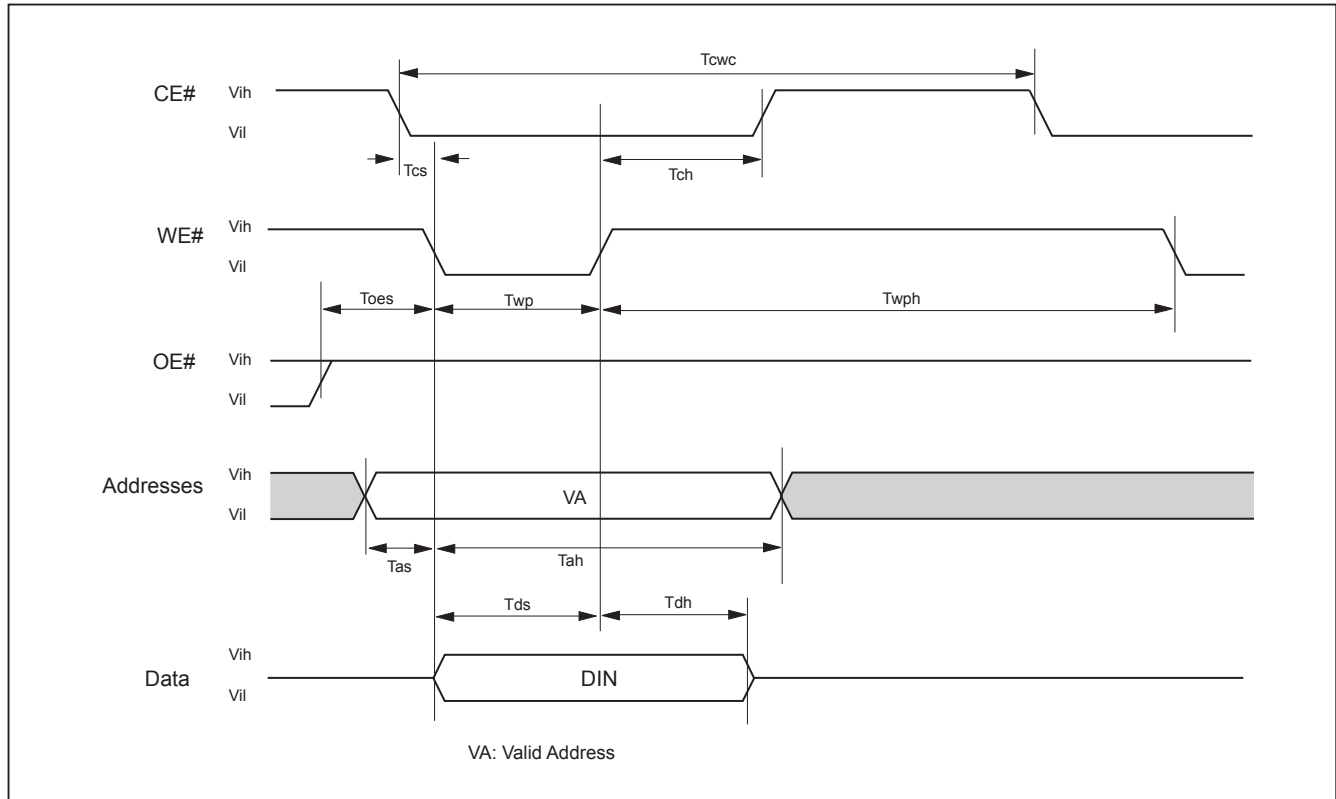 Tcwc
CE# Vih
Vil
Tcs
Tch
WE# Vih
Vil
Toes Twp Twph
OE# Vih
Vil
Addresses Vih
Vil
VA
Tas Tah
Tds Tdh
Data Vih
Vil
DIN
VA: Valid Address